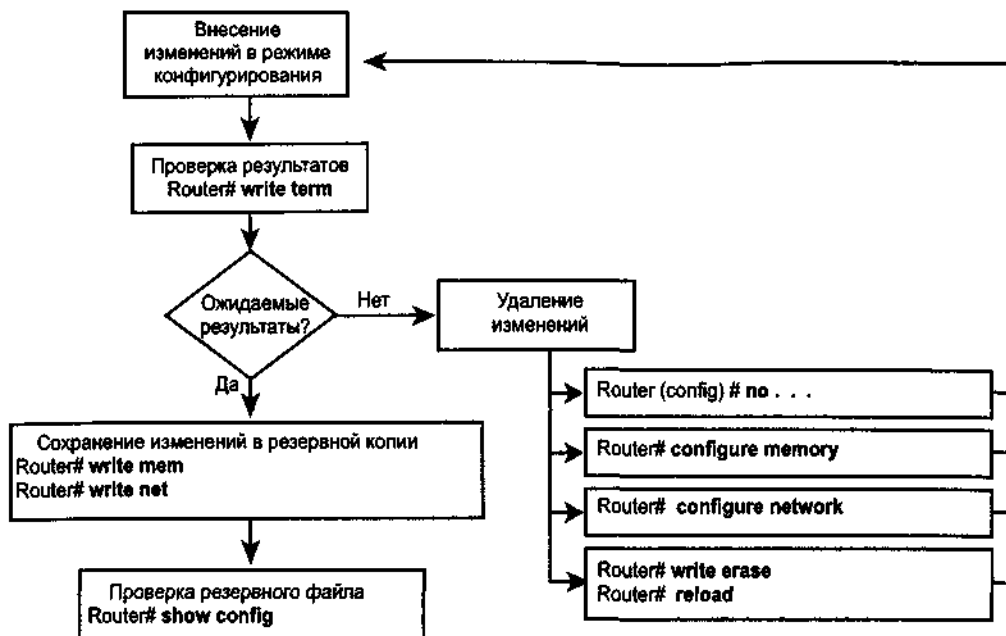 Внесение
изменений в режиме
конфигурирования
Проверка результатов
Router# write term
Ожидаемые
результаты?
Нет
Удаление
изменений
Да
Router (config) # no . . .
Router# configure memory
Router# configure network
Router# write erase
Router# reload
Сохранение изменений в резервной копии
Router# write mem
Router# write net
Проверка резервного файла
Router# show config